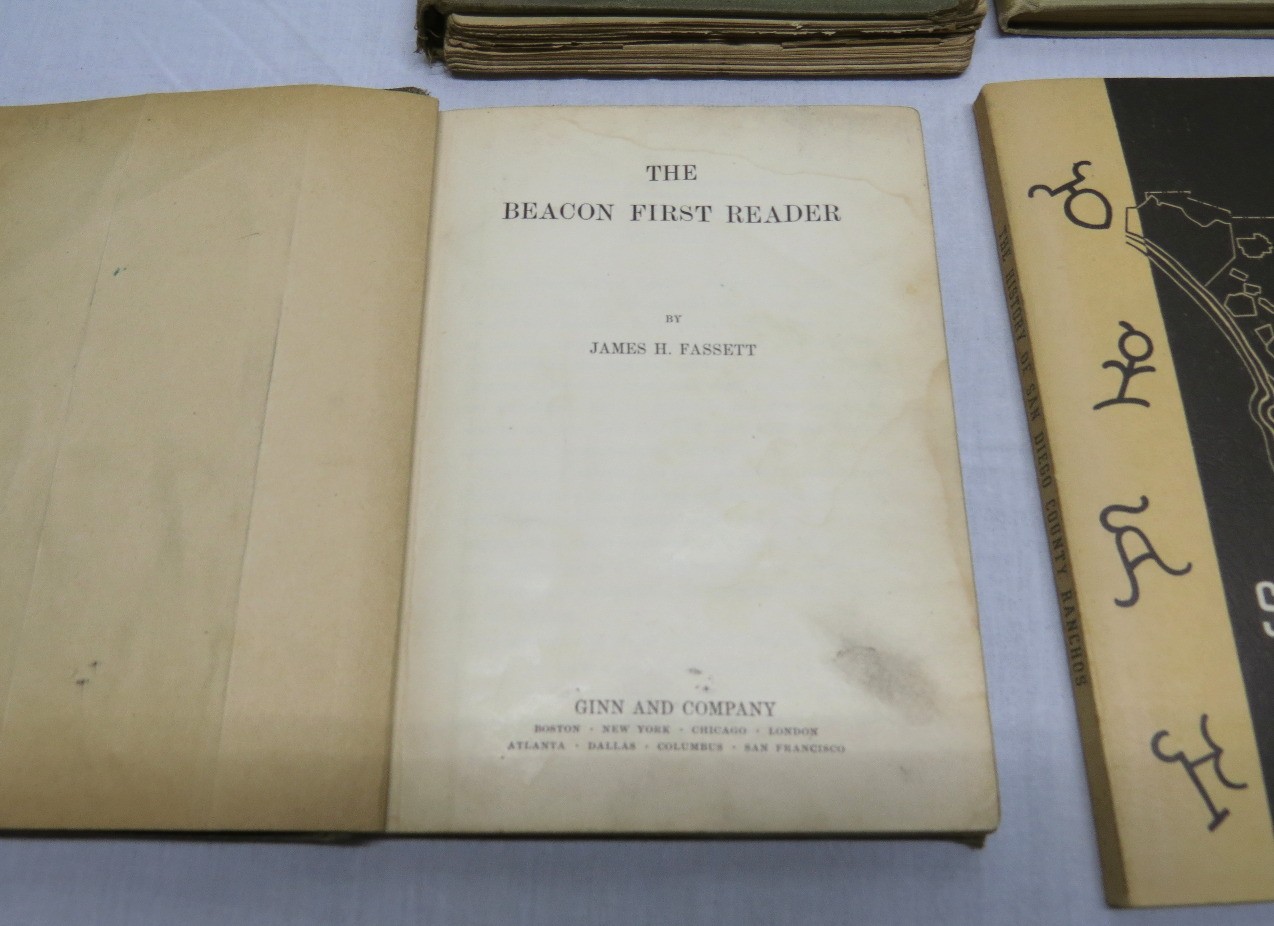 THE
BEACON FIRST READER
BY
JAMES H. FASSETT
GINN AND COMPANY
BOSTON · NEW YORK · CHICAGO · LONDON
ATLANTA · DALLAS · COLUMBUS · SAN FRANCISCO
THE HISTORY OF SAN DIEGO COUNTY RANCHOS